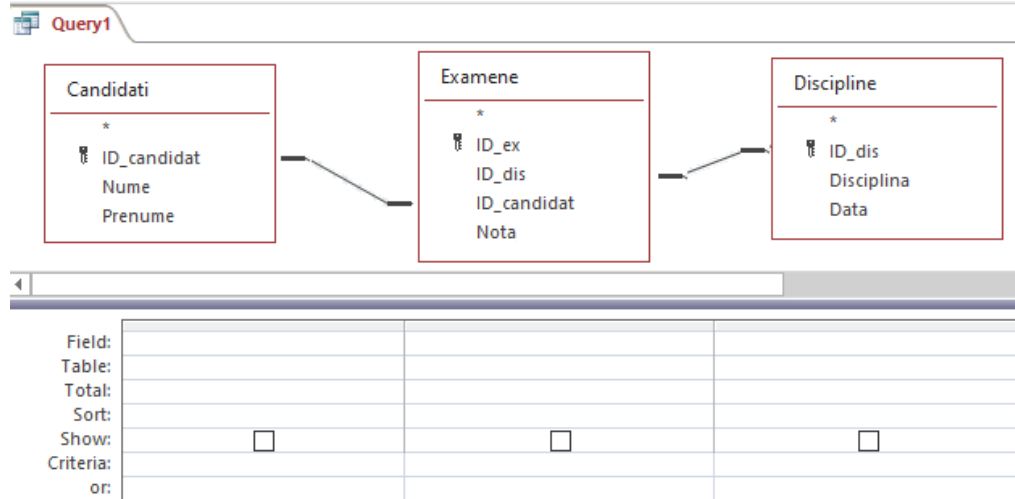 Query1
Candidati
*
ID_candidat
Nume
Prenume
Examene
*
ID_ex
ID_dis
ID_candidat
Nota
Discipline
*
ID_dis
Disciplina
Data
Field:
Table:
Total:
Sort:
Show:
Criteria:
or: